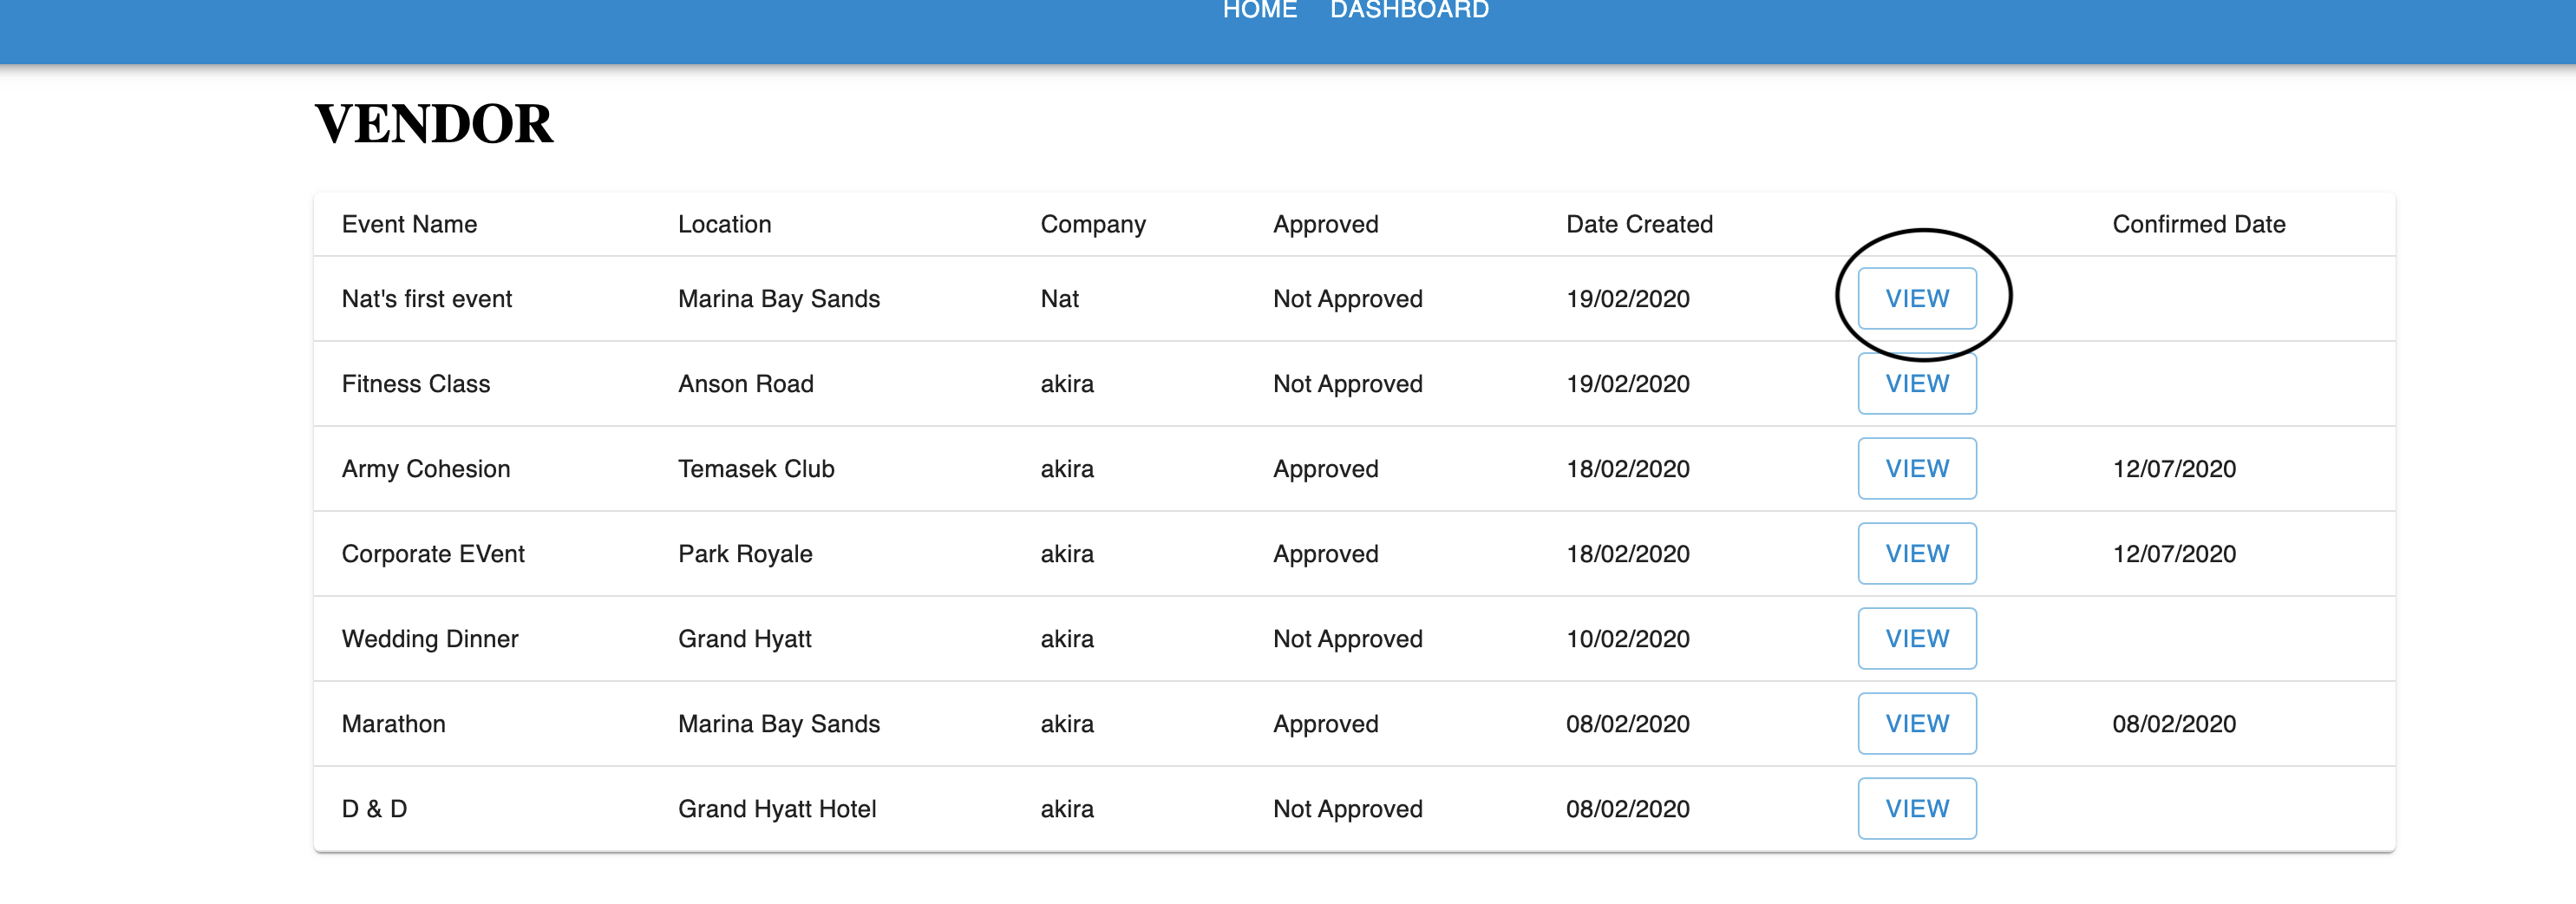 HOME DASHBOARD
VENDOR
Event Name Location Company Approved Date Created Confirmed Date
Nat's first event Marina Bay Sands Nat Not Approved 19/02/2020 VIEW
Fitness Class Anson Road akira Not Approved 19/02/2020 VIEW
Army Cohesion Temasek Club akira Approved 18/02/2020 VIEW 12/07/2020
Corporate EVent Park Royale akira Approved 18/02/2020 VIEW 12/07/2020
Wedding Dinner Grand Hyatt akira Not Approved 10/02/2020 VIEW
Marathon Marina Bay Sands akira Approved 08/02/2020 VIEW 08/02/2020
D & D Grand Hyatt Hotel akira Not Approved 08/02/2020 VIEW